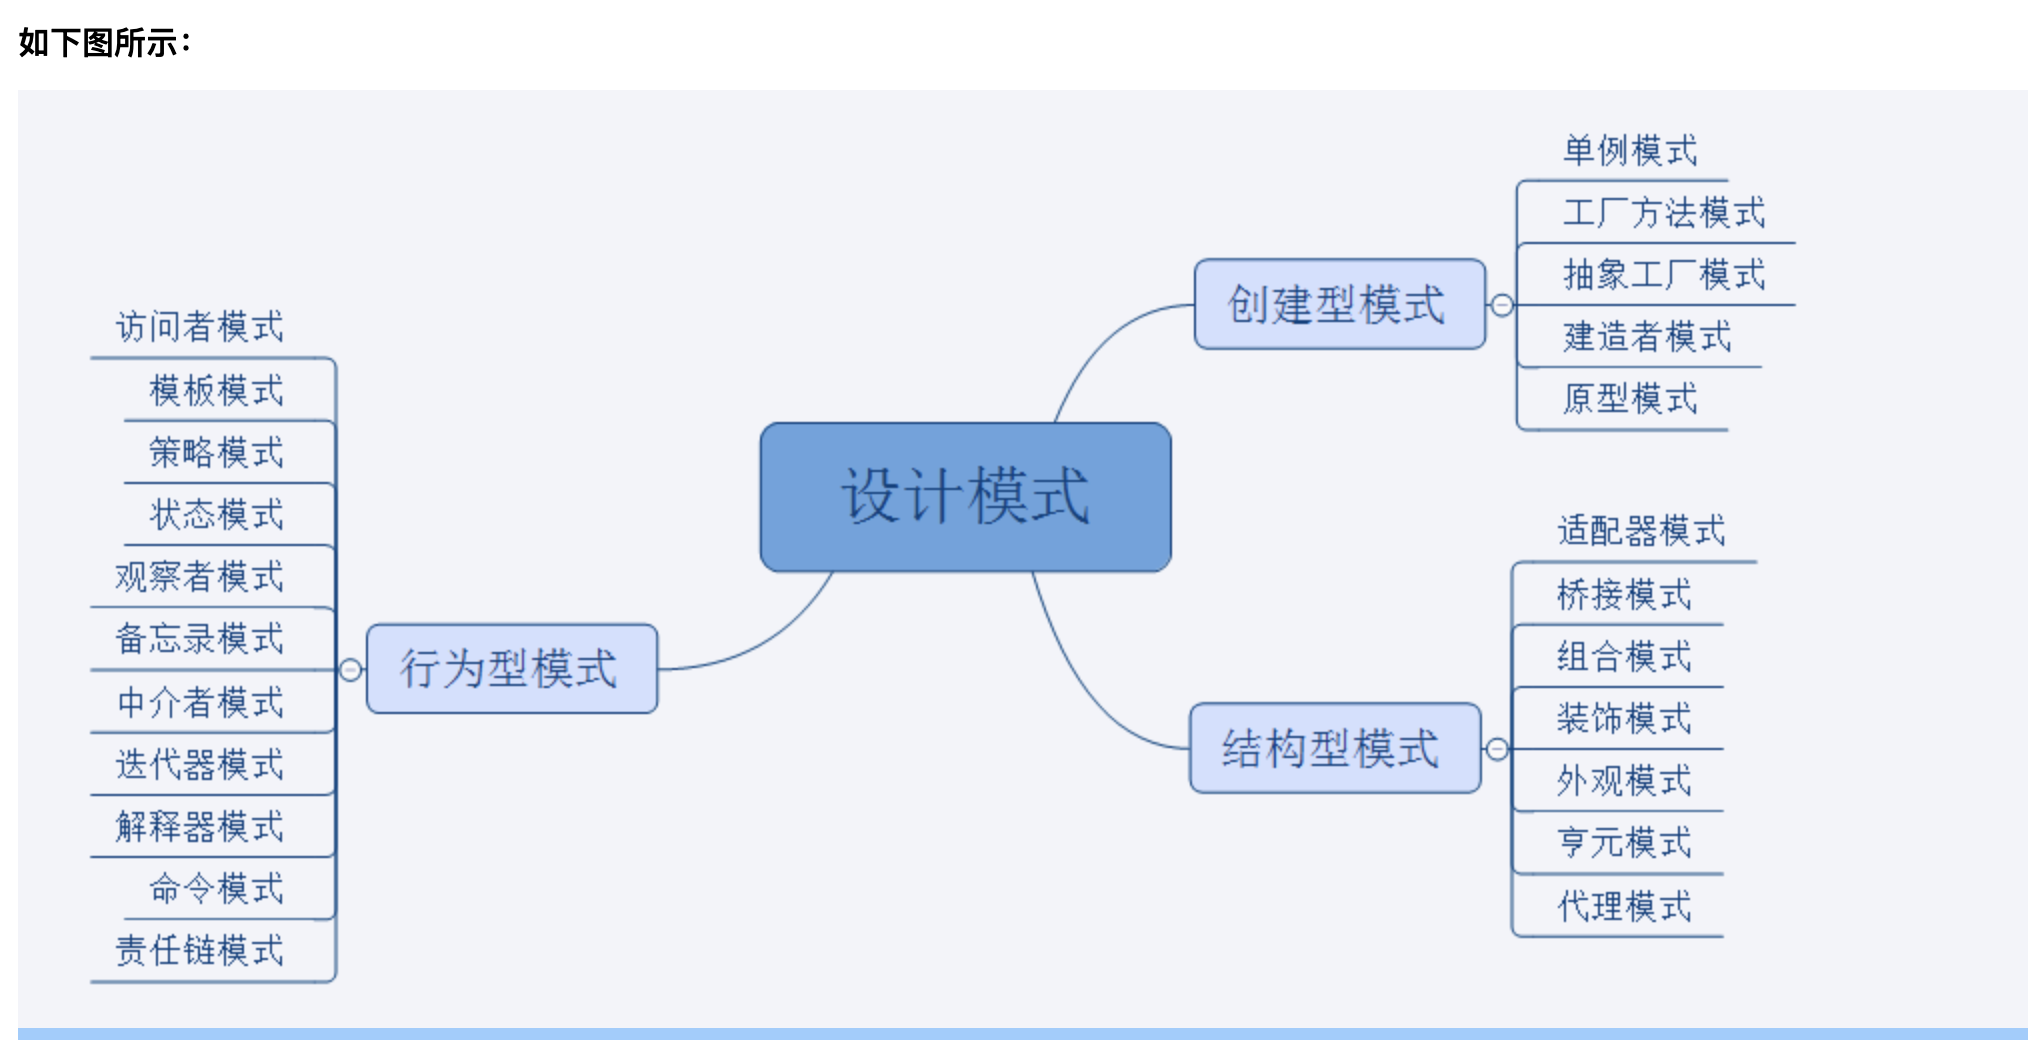 如下图所示：
设计模式
创建型模式
单例模式
工厂方法模式
抽象工厂模式
建造者模式
原型模式
结构型模式
适配器模式
桥接模式
组合模式
装饰模式
外观模式
亨元模式
代理模式
行为型模式
访问者模式
模板模式
策略模式
状态模式
观察者模式
备忘录模式
中介者模式
迭代器模式
解释器模式
命令模式
责任链模式